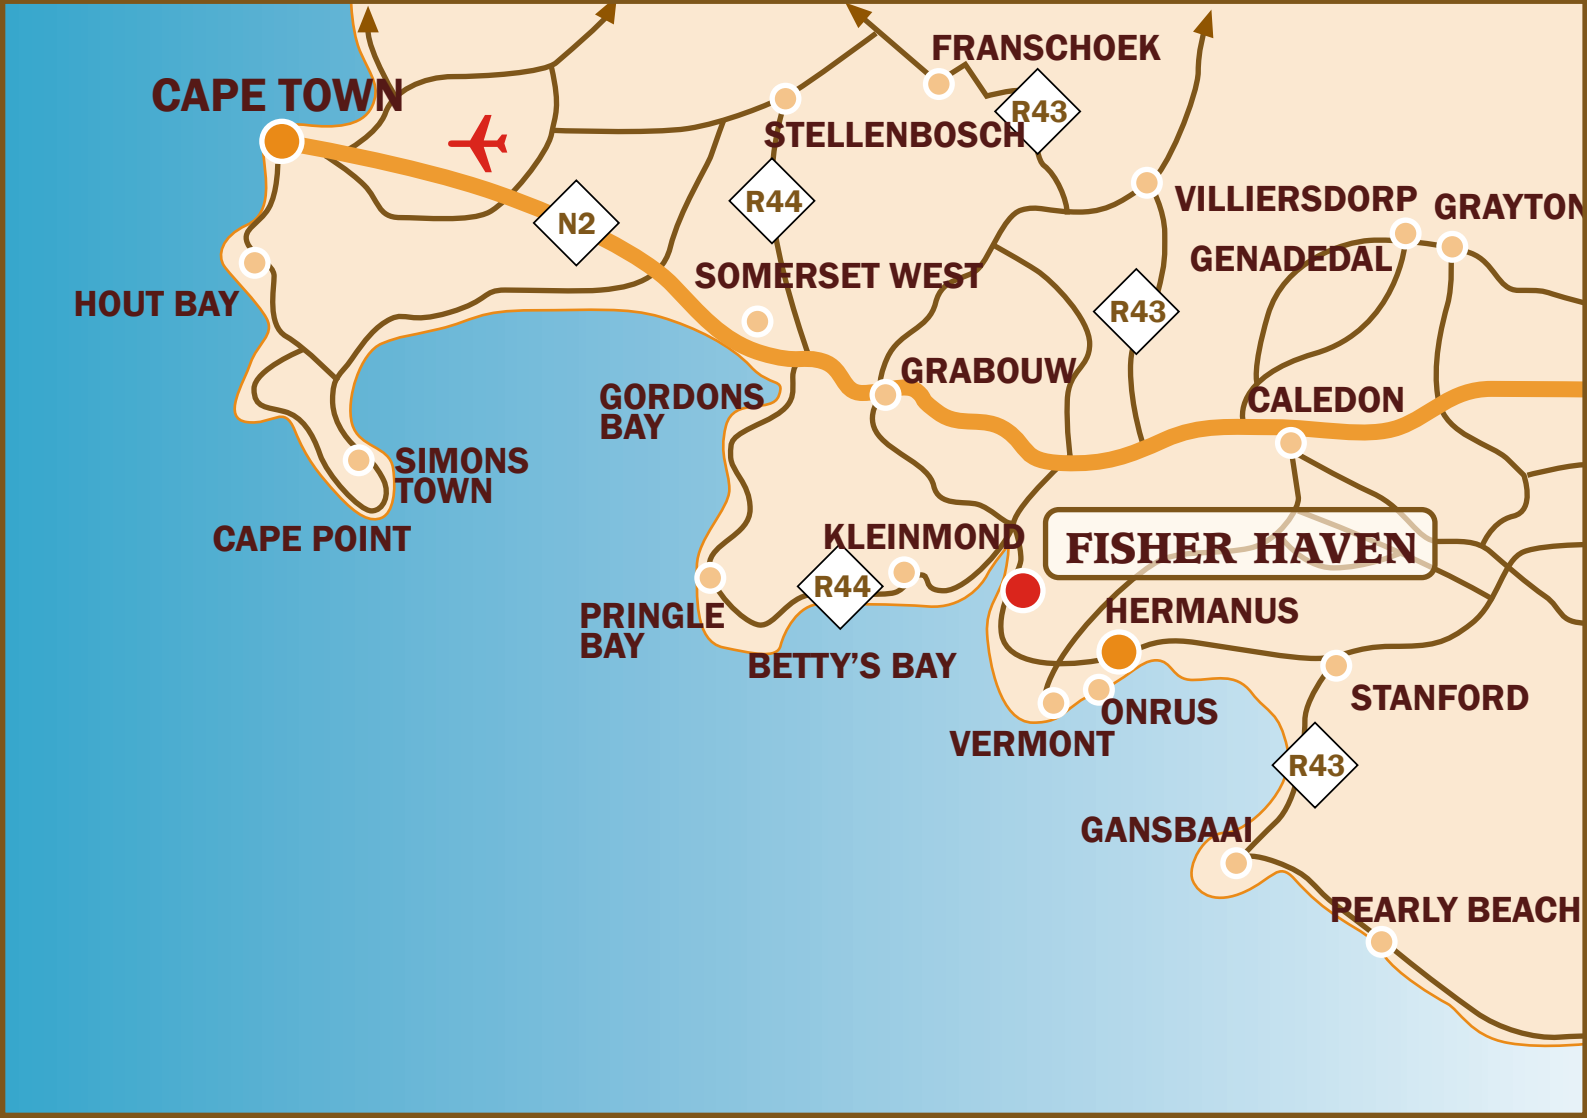 FRANSCHOEK
CAPE TOWN
R43
STELLENBOSCH
R44
VILLIERSDORP
GRAYTON
N2
GENADEDAL
SOMERSET WEST
HOUT BAY
R43
GRABOUW
GORDONS
BAY
CALEDON
SIMONS
TOWN
CAPE POINT
KLEINMOND
FISHER HAVEN
R44
PRINGLE
BAY
HERMANUS
BETTY'S BAY
STANFORD
ONRUS
VERMONT
R43
GANSBAAI
PEARLY BEACH